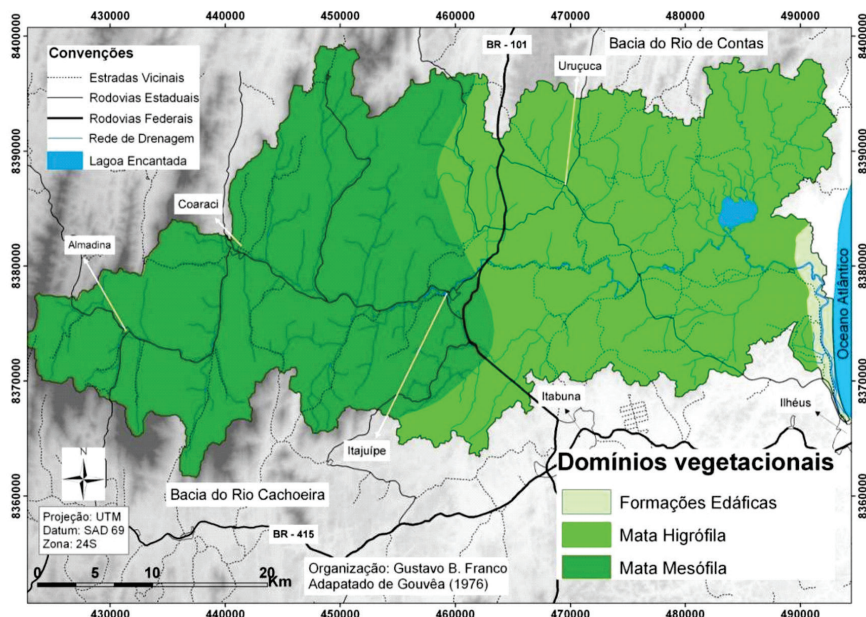 430000 440000 450000 460000 470000 480000 490000
8400000
8390000
8380000
8370000
8360000
Convenções
Estradas Vicinais
Rodovias Estaduais
Rodovias Federais
Rede de Drenagem
Lagoa Encantada
BR - 101
Bacia do Rio de Contas
Uruçuca
Coaraci
Almadina
Oceano Atlântico
Itabuna
Ilhéus
Itajuípe
Bacia do Rio Cachoeira
N
Projeção: UTM
Datum: SAD 69
Zona: 24S
BR - 415
Organização: Gustavo B. Franco
Adapatado de Gouvêa (1976)
0 5 10 20
Km
Domínios vegetacionais
Formações Edáficas
Mata Higrófila
Mata Mesófila
8400000
8390000
8380000
8370000
8360000
430000 440000 450000 460000 470000 480000 490000